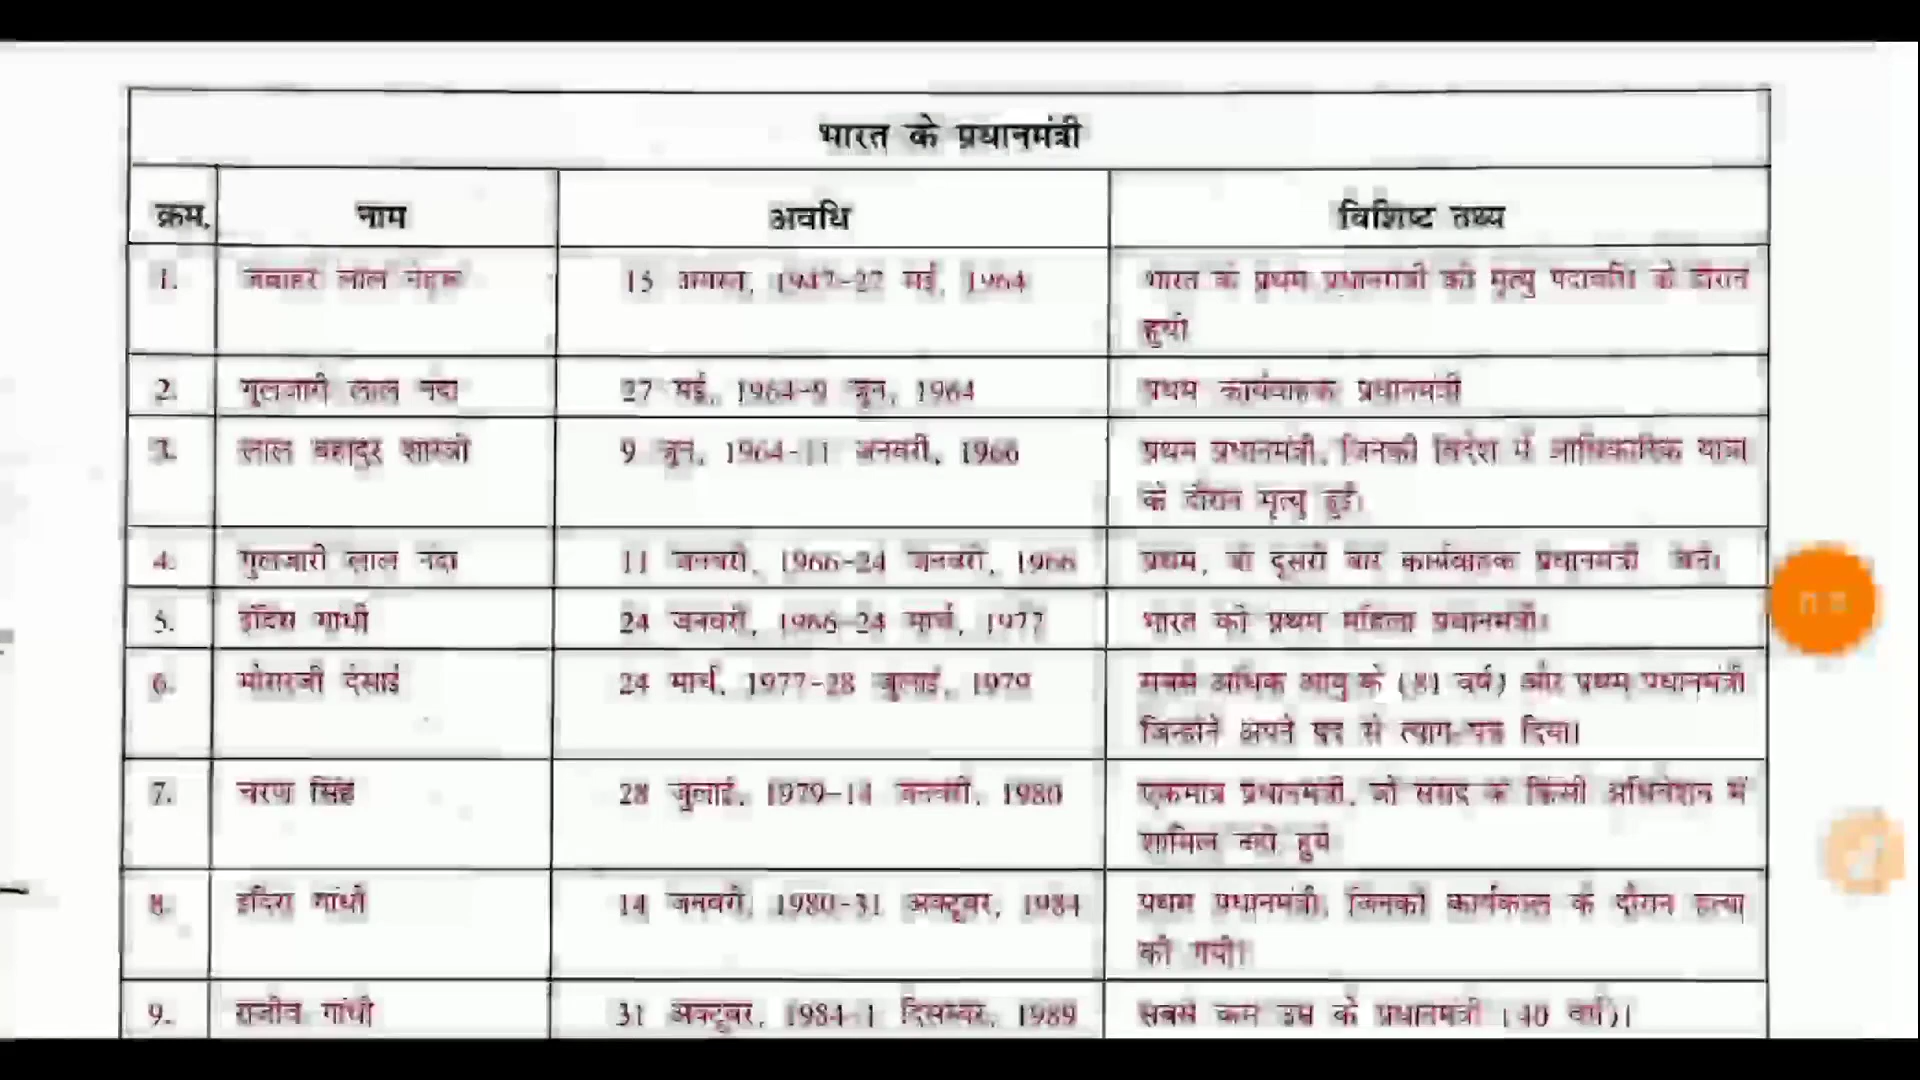 भारत के प्रधानमंत्री
क्रम. नाम अवधि विशिष्ट तथ्य
1. जवाहर लाल नेहरू 15 अगस्त, 1947-27 मई, 1964 भारत के प्रथम प्रधानमंत्री की मृत्यु पदावधि के दौरान
हुयी।
2. गुलजारी लाल नंदा 27 मई, 1964-9 जून, 1964 प्रथम कार्यवाहक प्रधानमंत्री
3. लाल बहादुर शास्त्री 9 जून, 1964-11 जनवरी, 1966 प्रथम प्रधानमंत्री, जिनकी विदेश में आधिकारिक यात्रा
के दौरान मृत्यु हुई।
4. गुलजारी लाल नंदा 11 जनवरी, 1966-24 जनवरी, 1966 प्रथम, जो दूसरी बार कार्यवाहक प्रधानमंत्री बने।
5. इंदिरा गांधी 24 जनवरी, 1966-24 मार्च, 1977 भारत की प्रथम महिला प्रधानमंत्री।
6. मोरारजी देसाई 24 मार्च, 1977-28 जुलाई, 1979 सबसे अधिक आयु के (81 वर्ष) और प्रथम प्रधानमंत्री
जिन्होंने अपने पद से त्याग-पत्र दिया।
7. चरण सिंह 28 जुलाई, 1979-14 जनवरी, 1980 एकमात्र प्रधानमंत्री, जो संसद के किसी अधिवेशन में
शामिल नहीं हुये
8. इंदिरा गांधी 14 जनवरी, 1980-31 अक्टूबर, 1984 प्रथम प्रधानमंत्री, जिनकी कार्यकाल के दौरान हत्या
की गयी।
9. राजीव गांधी 31 अक्टूबर, 1984-1 दिसम्बर, 1989 सबसे कम उम्र के प्रधानमंत्री (40 वर्ष)।